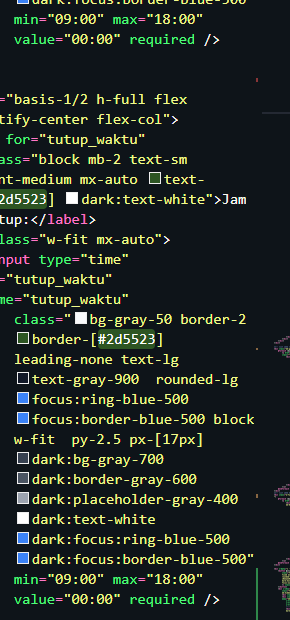 dark:focus:border-blue-500"
min="09:00" max="18:00"
value="00:00" required />
="basis-1/2 h-full flex
tify-center flex-col">
for="tutup_waktu"
ass="block mb-2 text-sm
nt-medium mx-auto text-
2d5523] dark:text-white">Jam
tup:</label>
lass="w-fit mx-auto">
nput type="time"
="tutup_waktu"
me="tutup_waktu"
class="bg-gray-50 border-2
border-[#2d5523]
leading-none text-lg
text-gray-900  rounded-lg
focus:ring-blue-500
focus:border-blue-500 block
w-fit  py-2.5 px-[17px]
dark:bg-gray-700
dark:border-gray-600
dark:placeholder-gray-400
dark:text-white
dark:focus:ring-blue-500
dark:focus:border-blue-500"
min="09:00" max="18:00"
value="00:00" required />